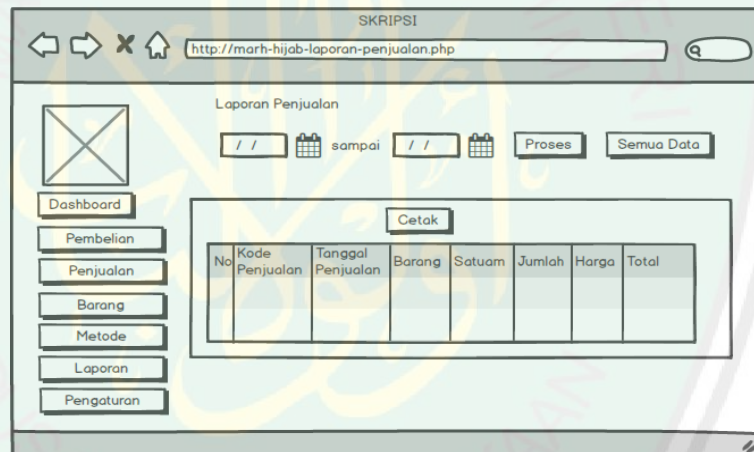 SKRIPSI
http://marh-hijab-laporan-penjualan.php
Laporan Penjualan
/ / sampai / / Proses Semua Data
Dashboard
Pembelian
Penjualan
Barang
Metode
Laporan
Pengaturan
Cetak
No Kode Penjualan Tanggal Penjualan Barang Satuam Jumlah Harga Total